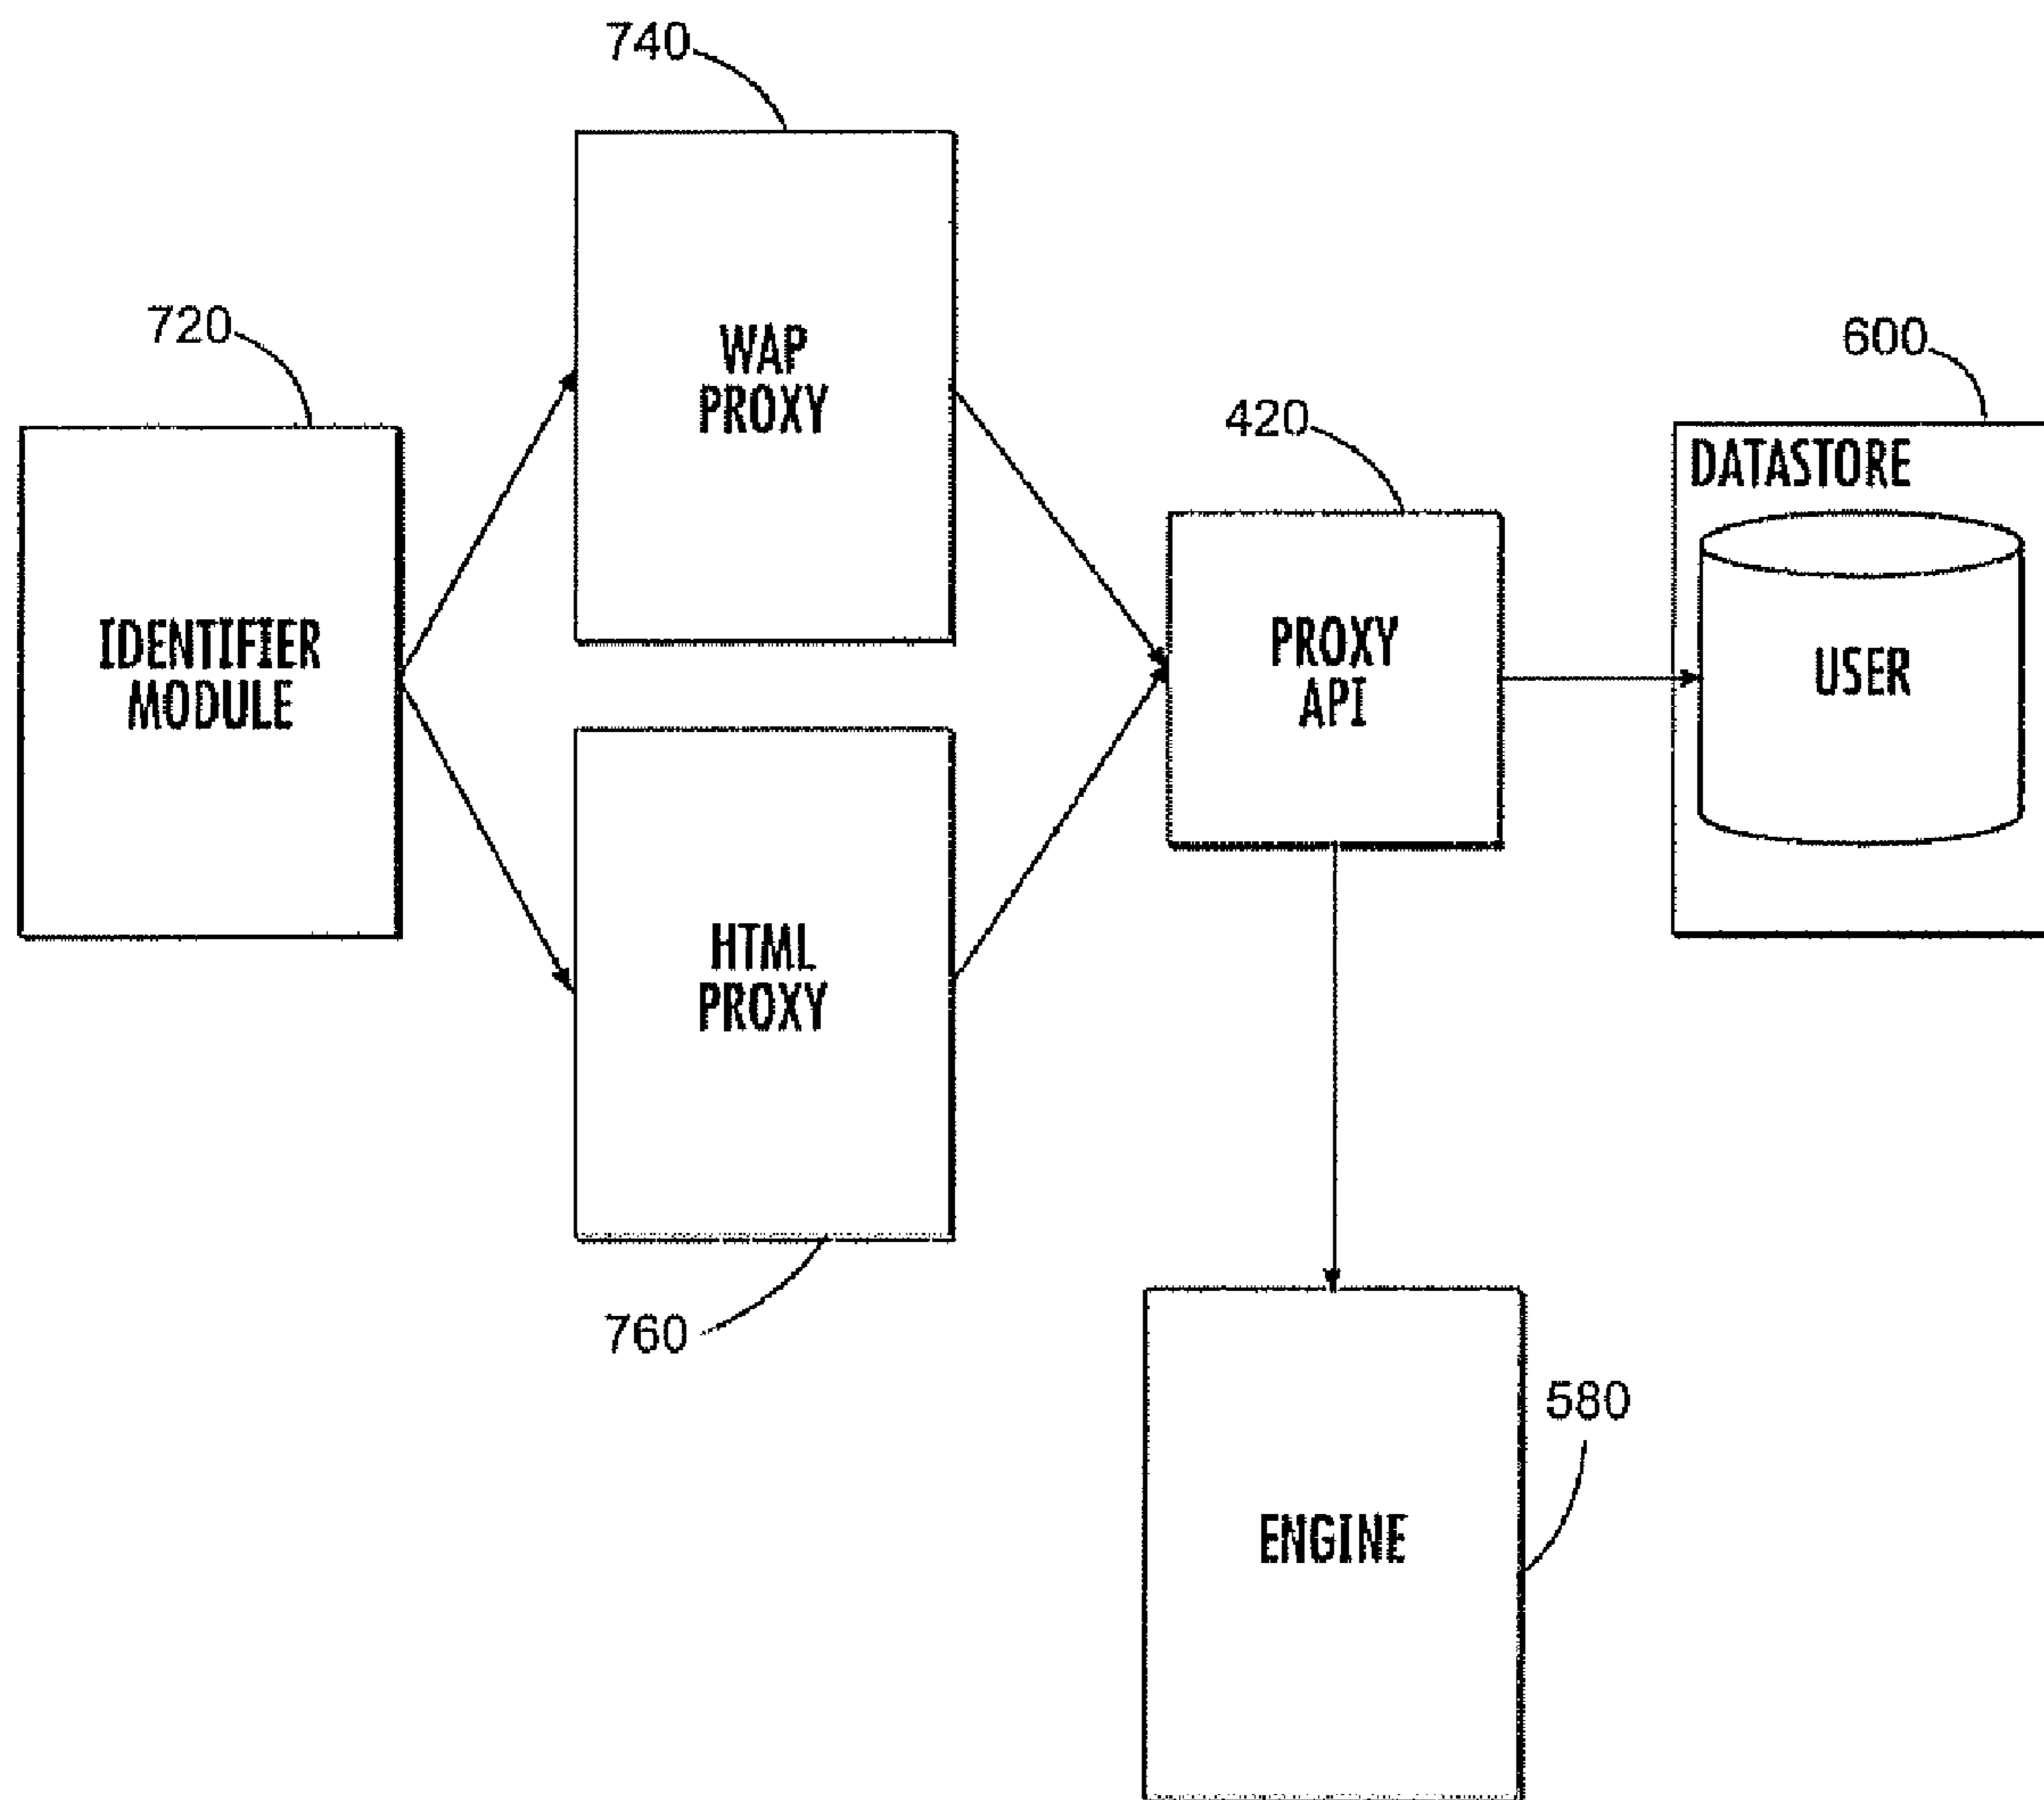 740
WAP
PROXY
720
IDENTIFIER
MODULE
HTML
PROXY
760
420
PROXY
API
600
DATASTORE
USER
580
ENGINE